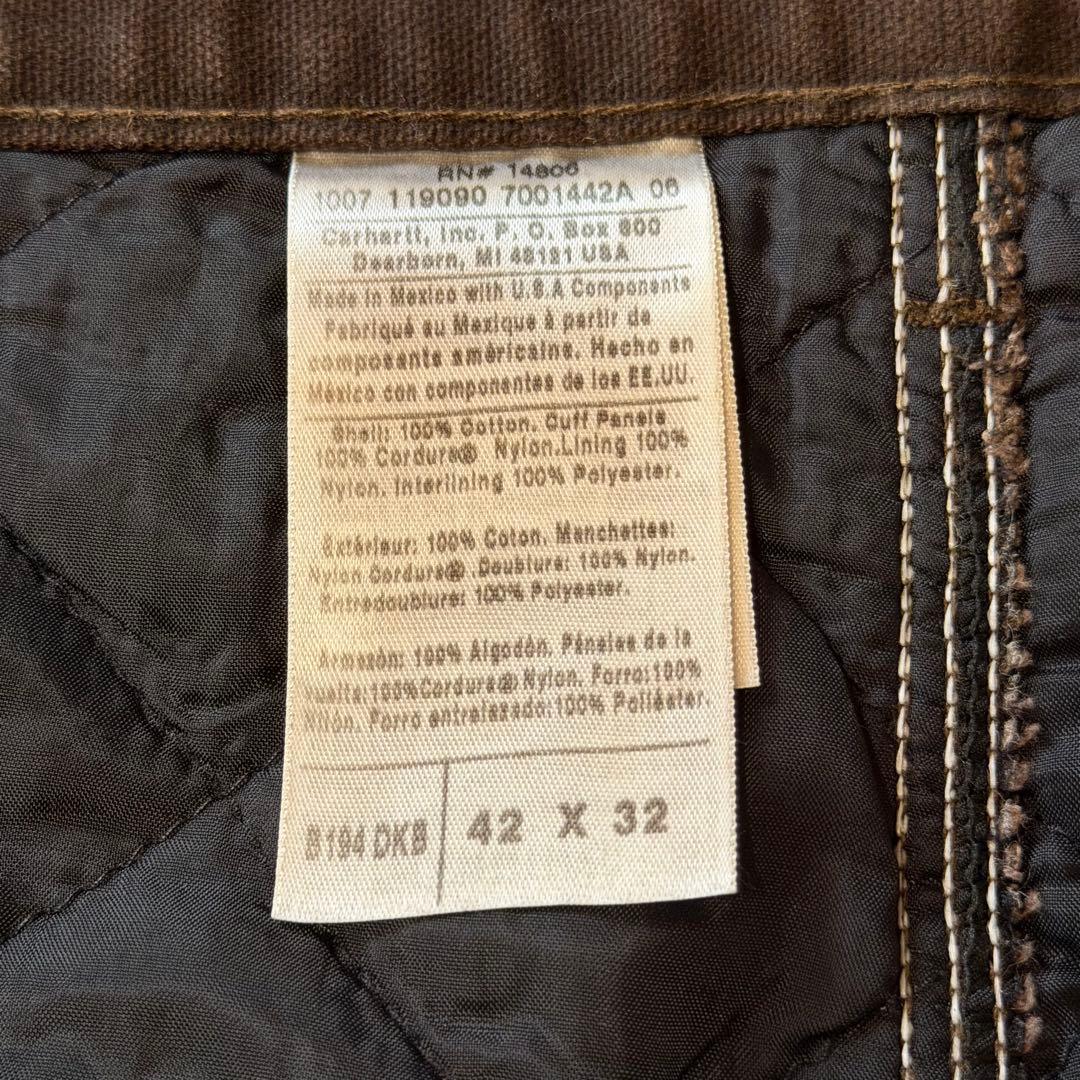 RN# 14806
1007 119090 7001442A 06
Carhartt, Inc, P. O. Box 600
Dearborn, MI 48121 USA
Made in Mexico with U.S.A Components
Fabriqué au Mexique à partir de
composants américains. Hecho en
México con componentes de los EE.UU.
Shell: 100% Cotton. Cuff Panels
100% Cordura® Nylon.Lining 100%
Nylon. Interlining 100% Polyester.
Extérieur: 100% Coton. Manchettes:
Nylon Cordura®. Doublure: 100% Nylon.
Entredoublure: 100% Polyester.
Armazón: 100% Algodón. Páneles de la
vuelta:100%Cordura® Nylon. Forro:100%
Nilón. Forro entrelazado:100% Poliéster.
B194 DKB 42 X 32